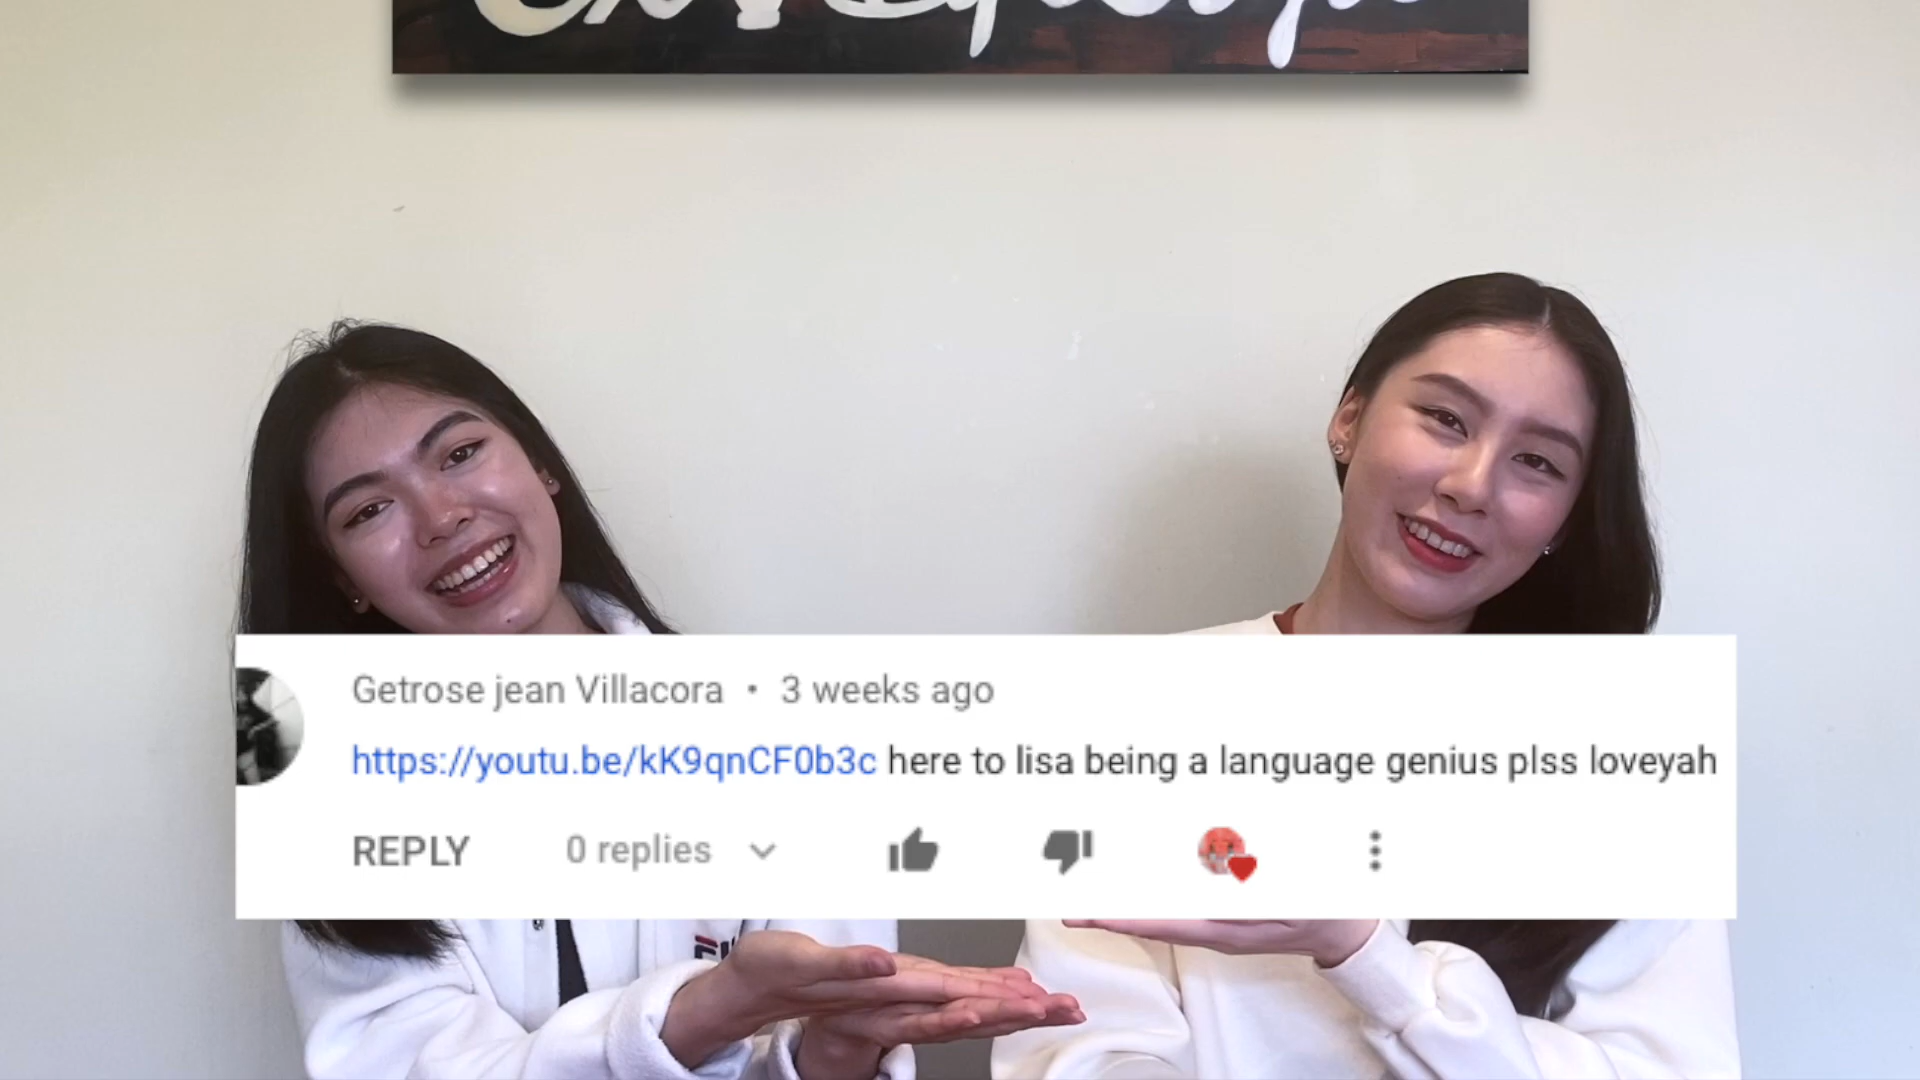 Getrose jean Villacora • 3 weeks ago
https://youtu.be/kK9qnCF0b3c here to lisa being a language genius plss loveyah
REPLY 0 replies